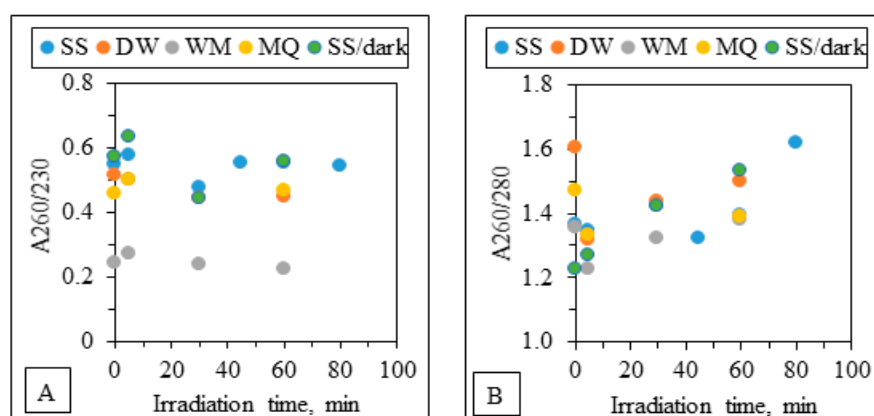 SS DW WM MQ SS/dark
0.8
0.6
0.4
0.2
0
A260/230
0 20 40 60 80 100
Irradiation time, min
A
SS DW WM MQ SS/dark
1.8
1.6
1.4
1.2
1.0
A260/280
0 20 40 60 80 100
Irradiation time, min
B